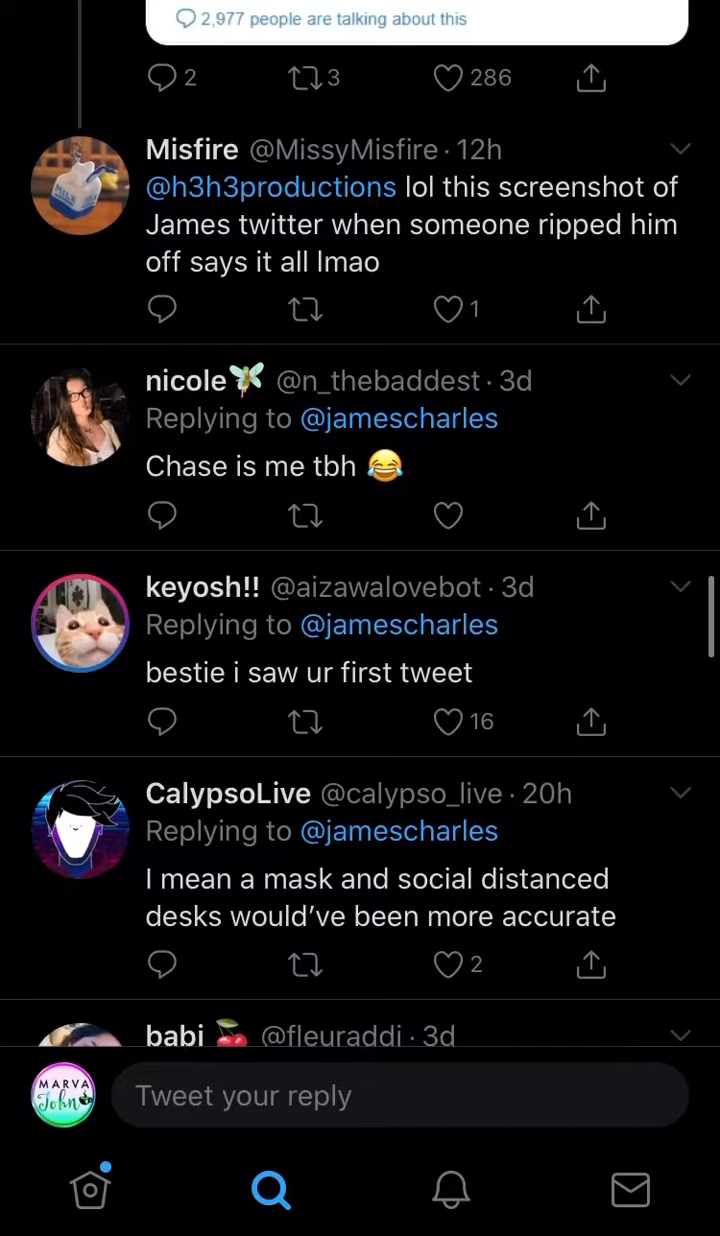 2,977 people are talking about this
2 3 286
Misfire @MissyMisfire · 12h
@h3h3productions lol this screenshot of
James twitter when someone ripped him
off says it all lmao
1
nicole @n_thebaddest · 3d
Replying to @jamescharles
Chase is me tbh 😂
keyosh!! @aizawalovebot · 3d
Replying to @jamescharles
bestie i saw ur first tweet
16
CalypsoLive @calypso_live · 20h
Replying to @jamescharles
I mean a mask and social distanced
desks would’ve been more accurate
2
babi 🍒 @fleuraddi · 3d
MARVA
John
Tweet your reply